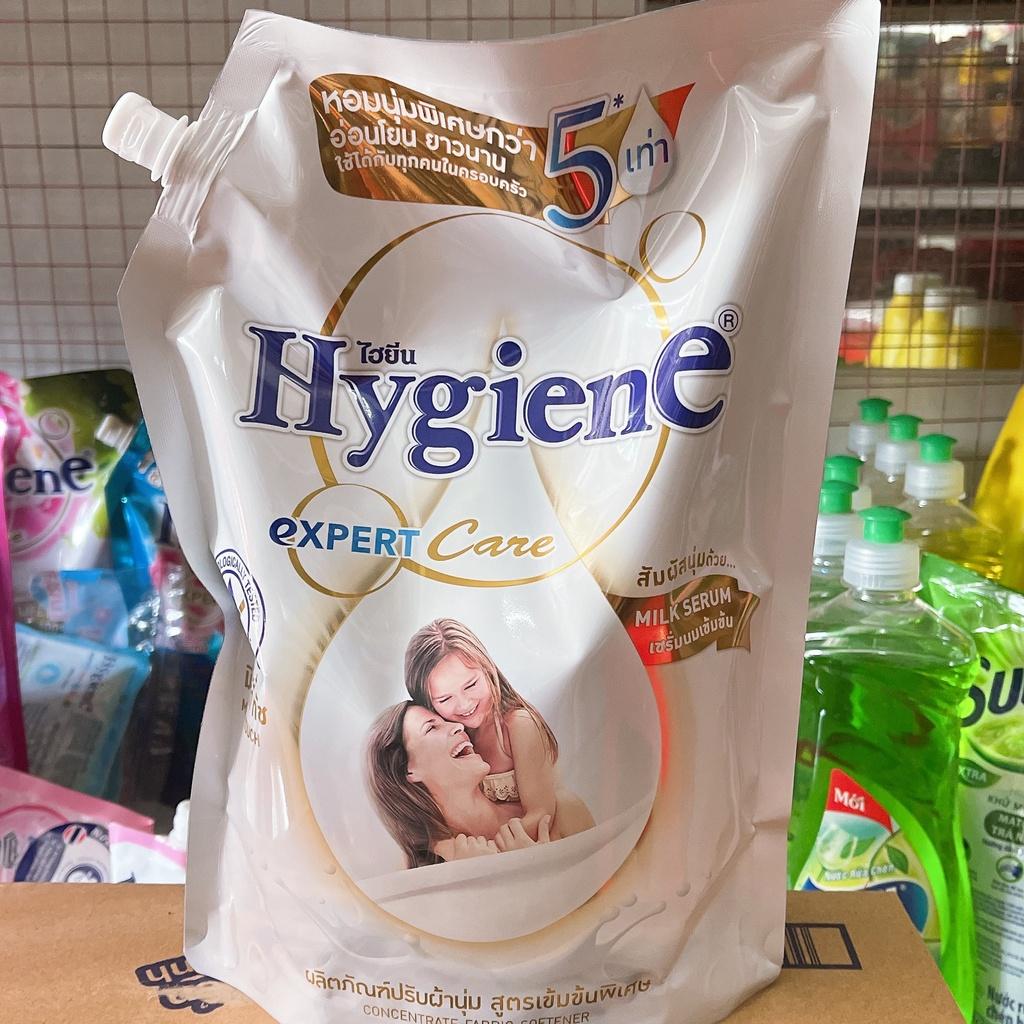 หอมนุ่มพิเศษกว่า
อ่อนโยน ยาวนาน
ใช้ได้กับทุกคนในครอบครัว
5* เท่า
ไฮยีน
Hygiene®
EXPERT Care
สัมผัสนุ่มด้วย...
MILK SERUM
เซรั่มนมเข้มข้น
ผลิตภัณฑ์ปรับผ้านุ่ม สูตรเข้มข้นพิเศษ
CONCENTRATE FABRIC SOFTENER
Mới
Nước Rửa Chén